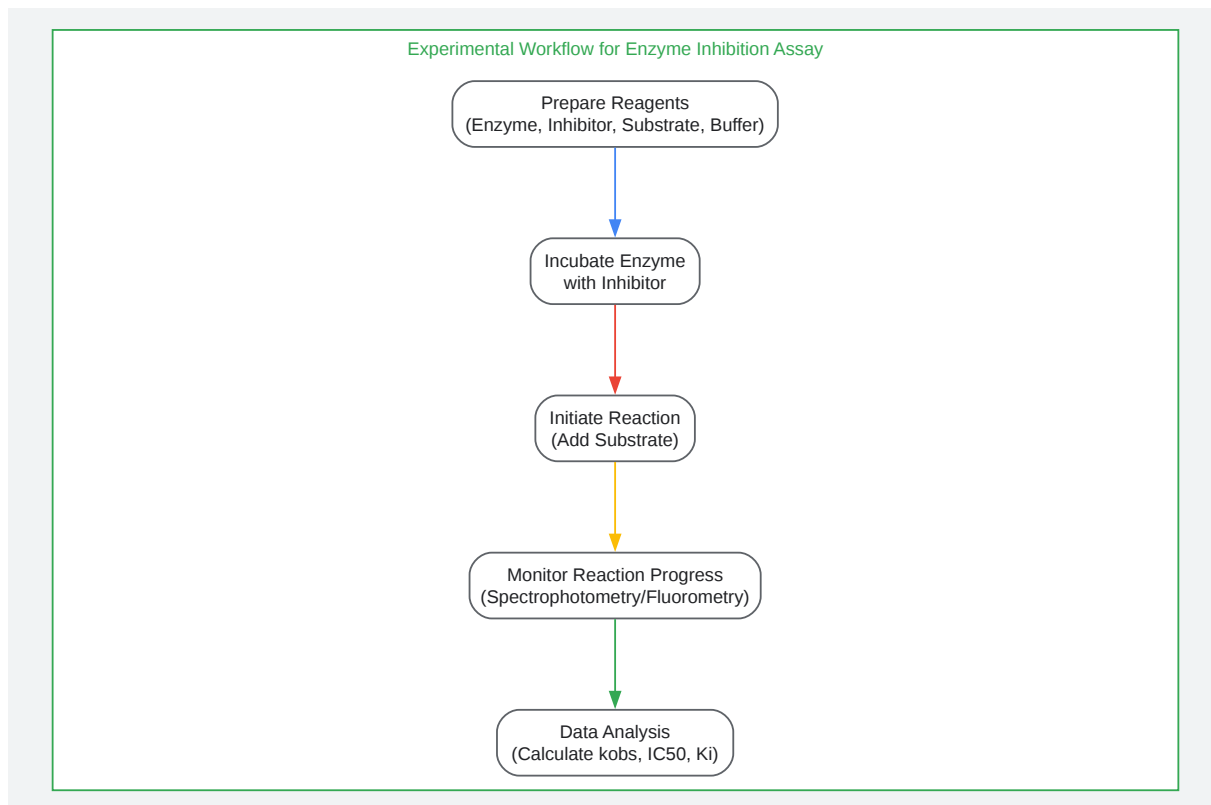 Experimental Workflow for Enzyme Inhibition Assay
Prepare Reagents
(Enzyme, Inhibitor, Substrate, Buffer)
Incubate Enzyme
with Inhibitor
Initiate Reaction
(Add Substrate)
Monitor Reaction Progress
(Spectrophotometry/Fluorometry)
Data Analysis
(Calculate kobs, IC50, Ki)